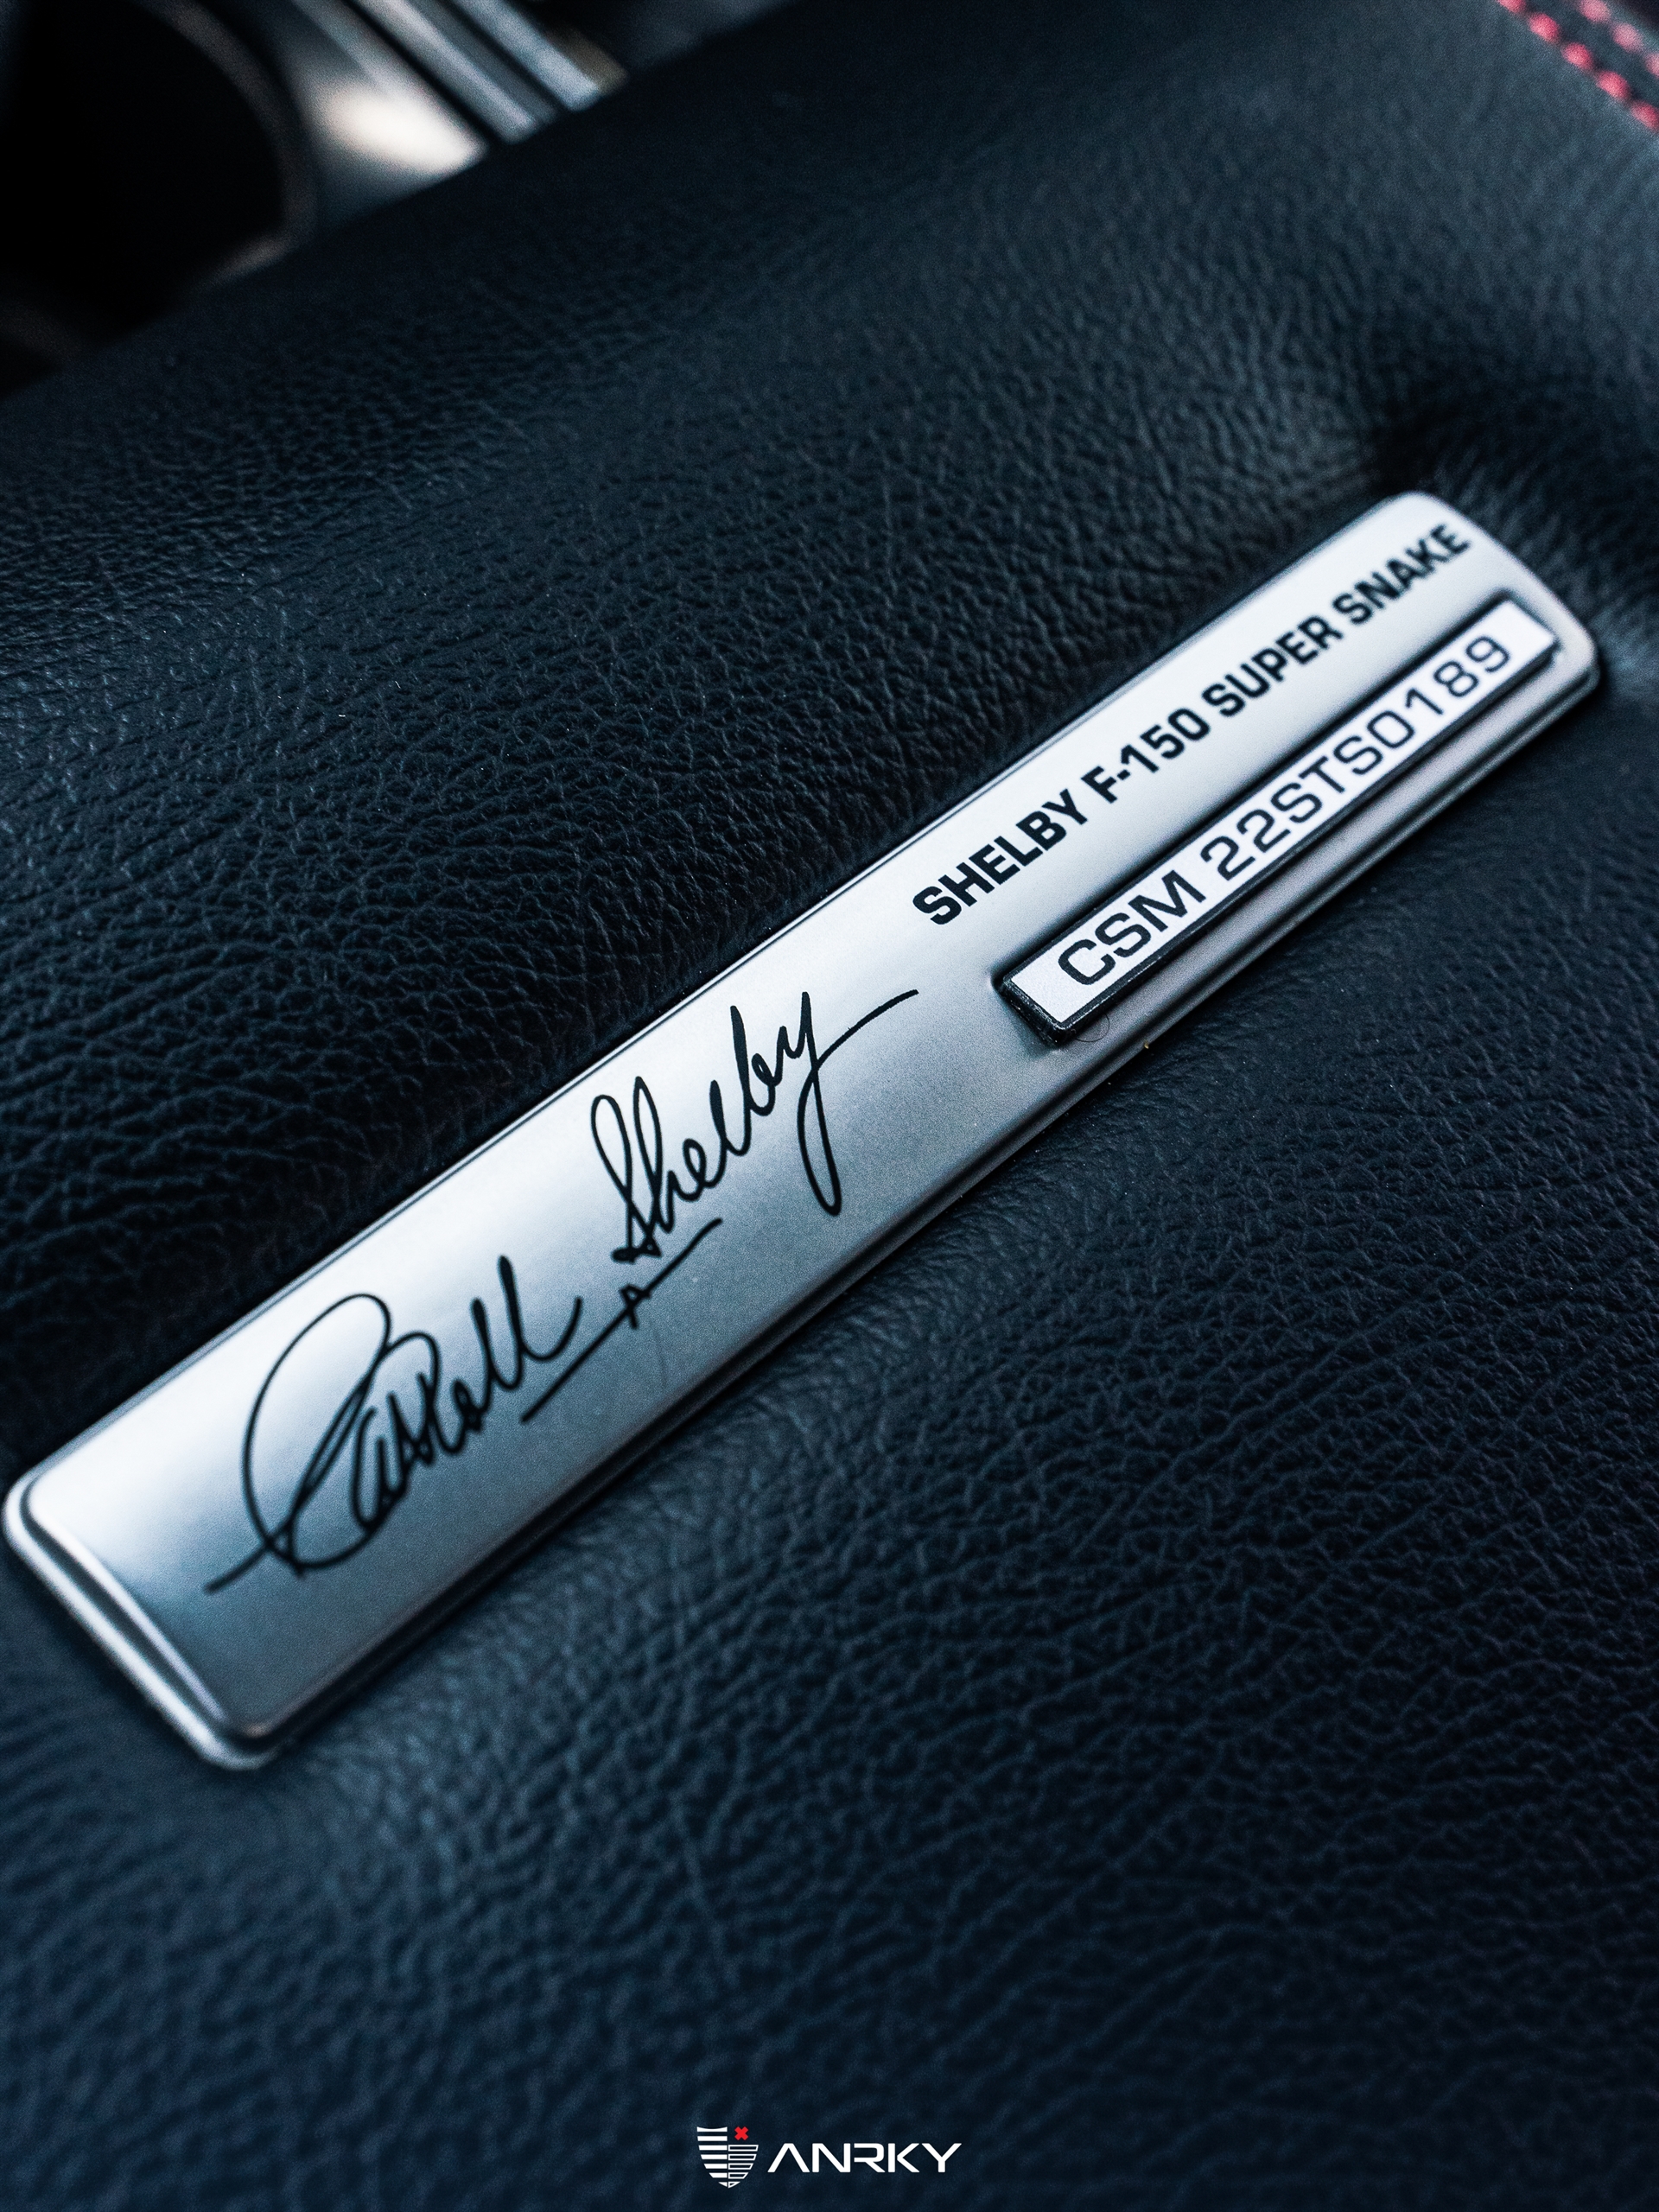 Carroll Shelby
SHELBY F-150 SUPER SNAKE
CSM 22STS0189
ANRKY